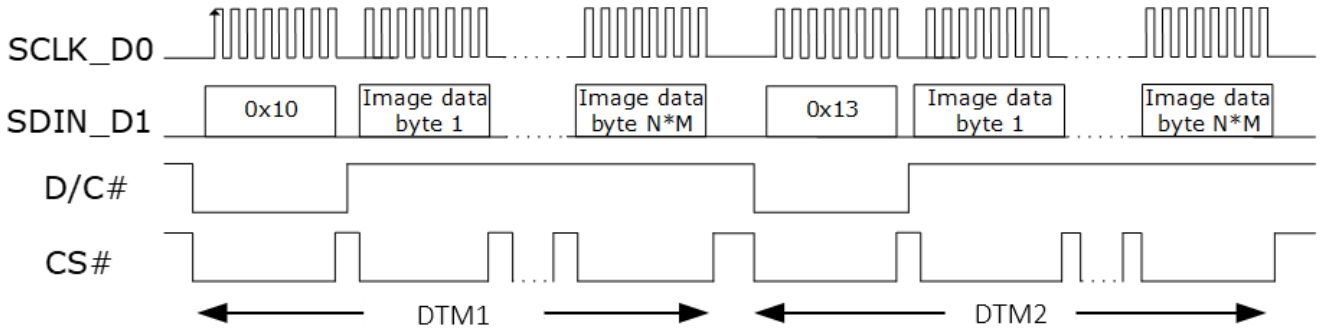 SCLK_D0
SDIN_D1
0x10
Image data
byte 1
Image data
byte N*M
0x13
Image data
byte 1
Image data
byte N*M
D/C#
CS#
DTM1
DTM2